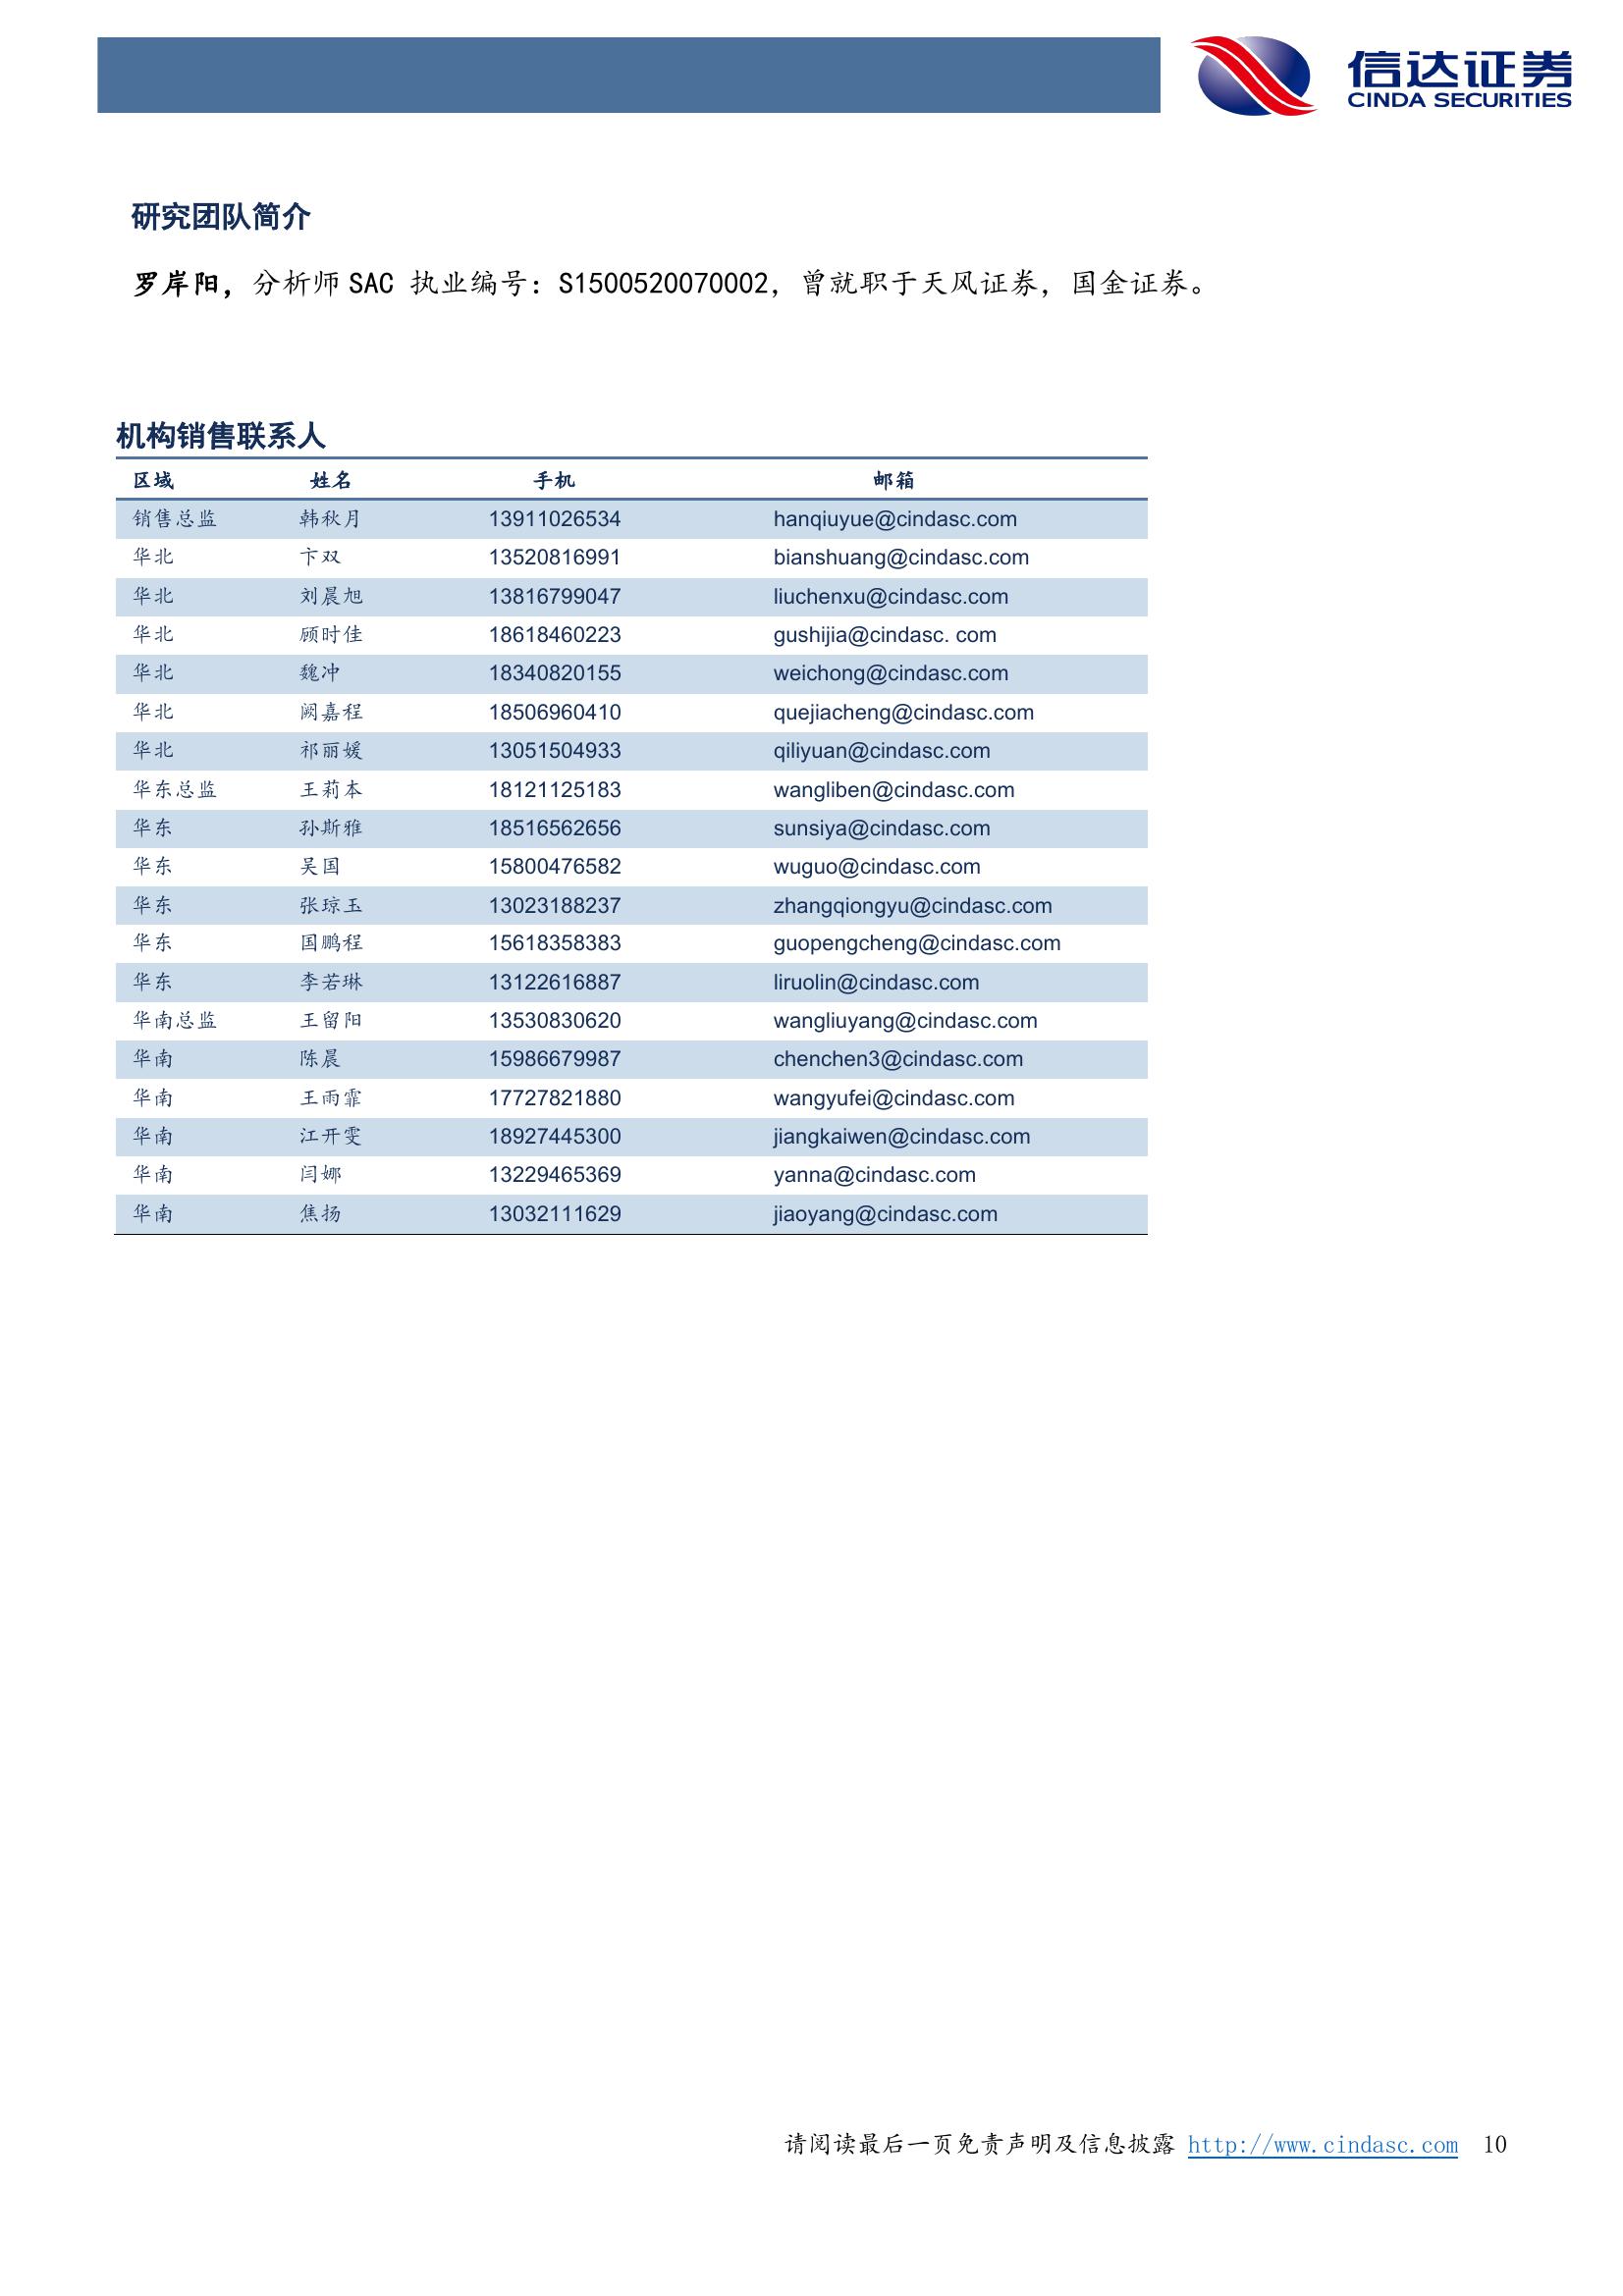 信达证券
CINDA SECURITIES
研究团队简介
罗岸阳，分析师 SAC 执业编号：S1500520070002，曾就职于天风证券，国金证券。
机构销售联系人
区域 姓名 手机 邮箱
销售总监 韩秋月 13911026534 hanqiuyue@cindasc.com
华北 卞双 13520816991 bianshuang@cindasc.com
华北 刘晨旭 13816799047 liuchenxu@cindasc.com
华北 顾时佳 18618460223 gushijia@cindasc. com
华北 魏冲 18340820155 weichong@cindasc.com
华北 阙嘉程 18506960410 quejiacheng@cindasc.com
华北 祁丽媛 13051504933 qiliyuan@cindasc.com
华东总监 王莉本 18121125183 wangliben@cindasc.com
华东 孙斯雅 18516562656 sunsiya@cindasc.com
华东 吴国 15800476582 wuguo@cindasc.com
华东 张琼玉 13023188237 zhangqiongyu@cindasc.com
华东 国鹏程 15618358383 guopengcheng@cindasc.com
华东 李若琳 13122616887 liruolin@cindasc.com
华南总监 王留阳 13530830620 wangliuyang@cindasc.com
华南 陈晨 15986679987 chenchen3@cindasc.com
华南 王雨霏 17727821880 wangyufei@cindasc.com
华南 江开雯 18927445300 jiangkaiwen@cindasc.com
华南 闫娜 13229465369 yanna@cindasc.com
华南 焦扬 13032111629 jiaoyang@cindasc.com
请阅读最后一页免责声明及信息披露 http://www.cindasc.com 10